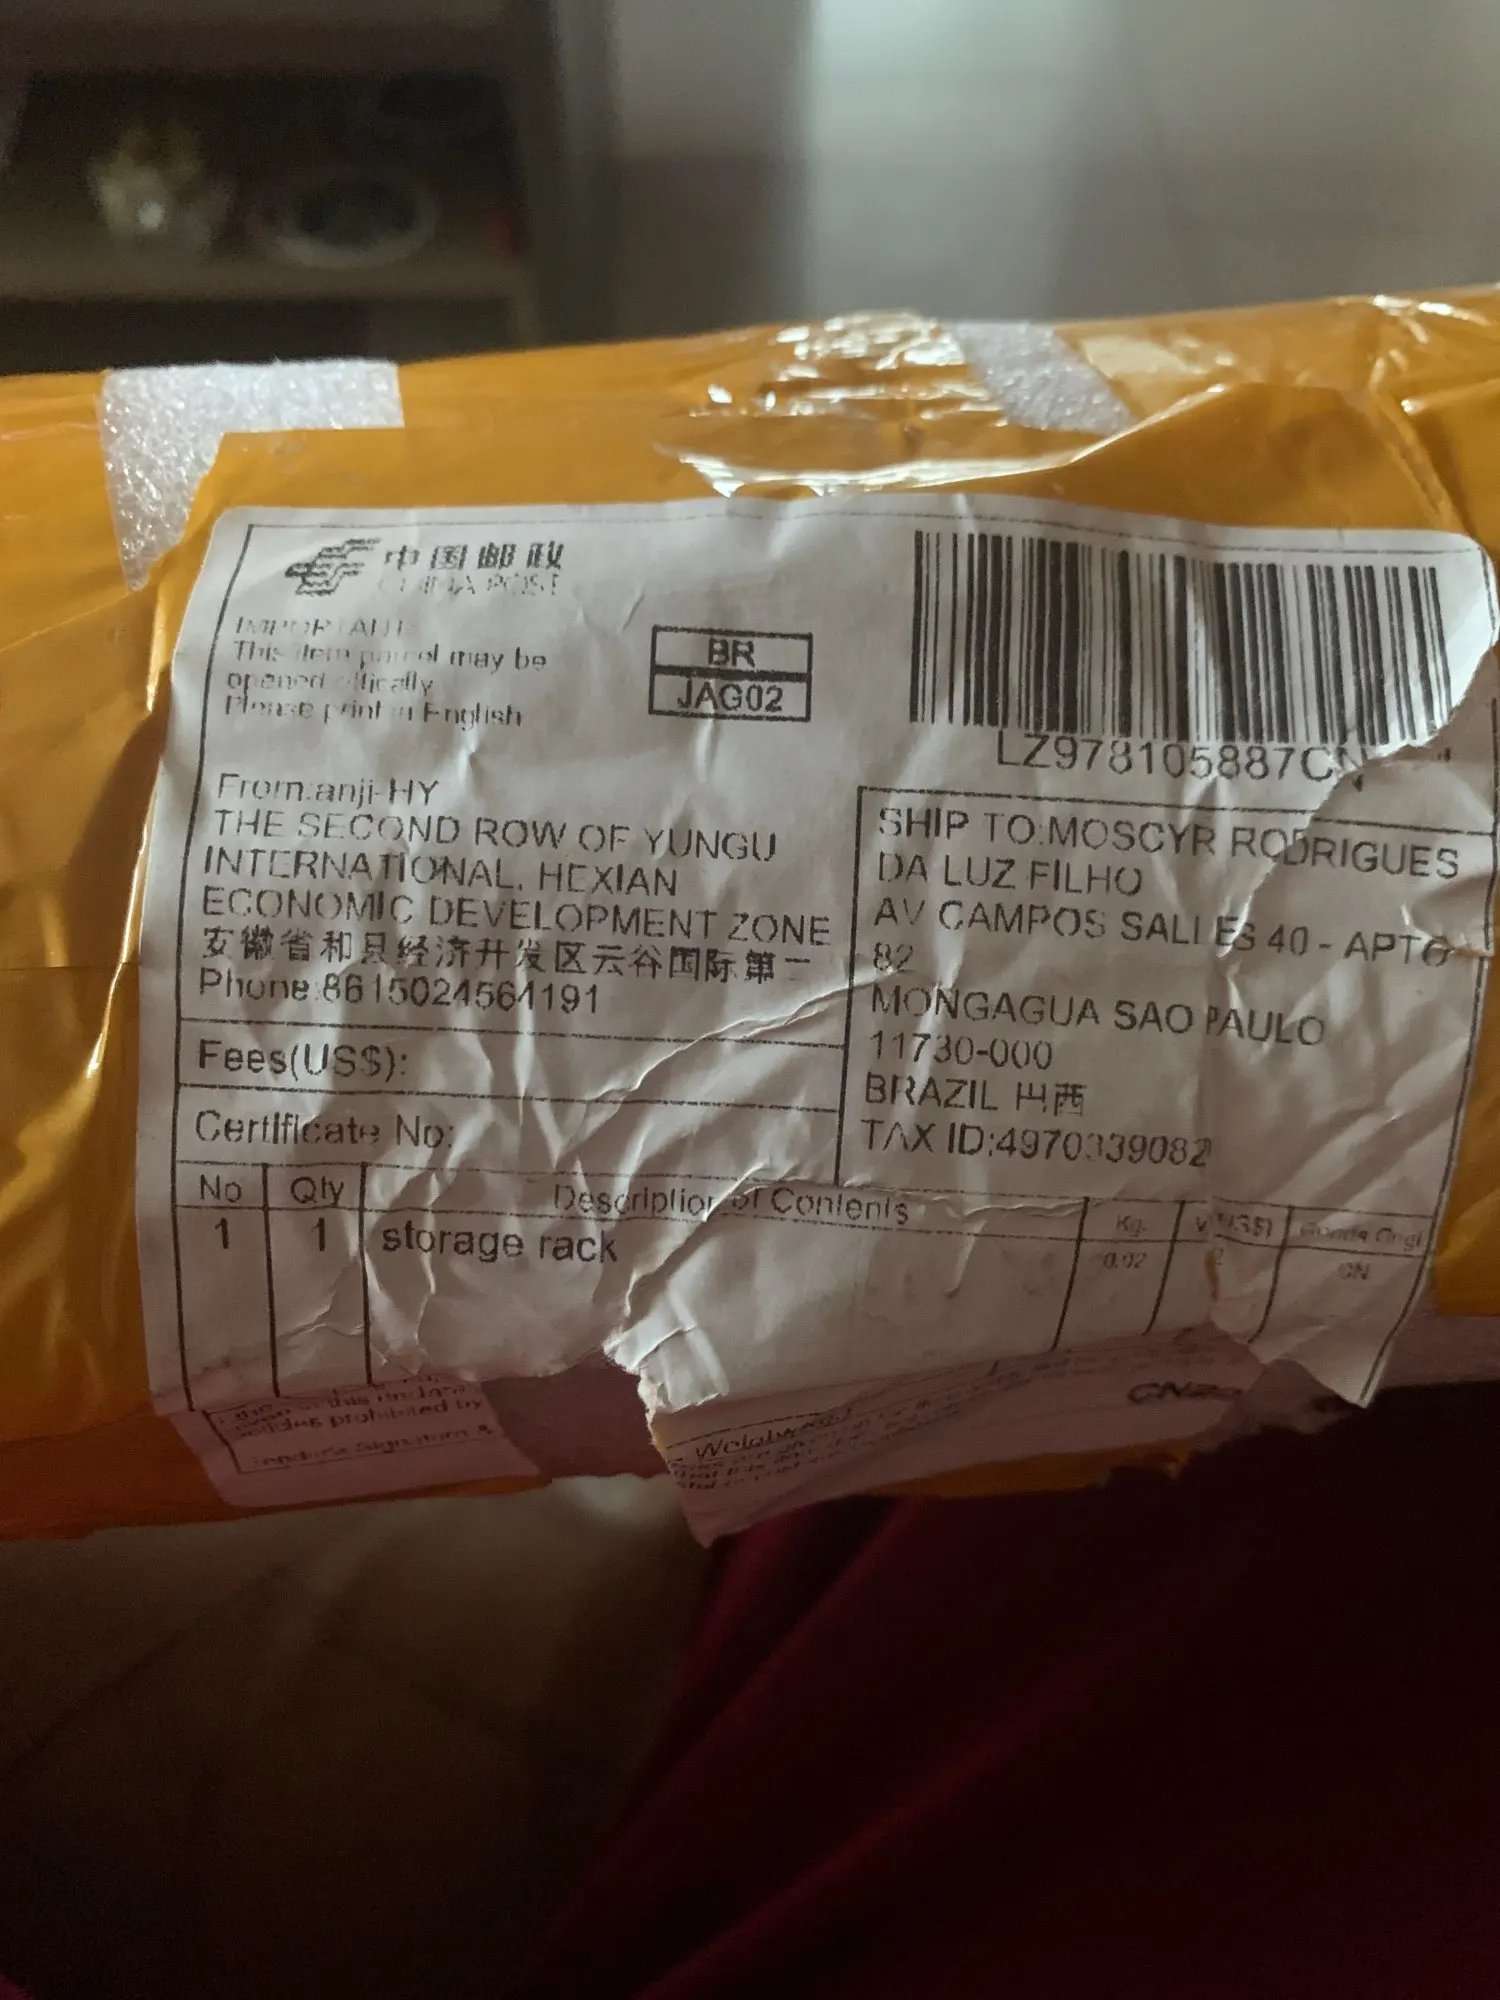 中国邮政
CHINA POST
IMPORTANT:
This item parcel may be
opened officially
Please print in English
BR
JAG02
LZ978105887CN
From:anji-HY
THE SECOND ROW OF YUNGU
INTERNATIONAL, HEXIAN
ECONOMIC DEVELOPMENT ZONE
安徽省和县经济开发区云谷国际第二
Phone:8615024564191
SHIP TO:MOSCYR RODRIGUES
DA LUZ FILHO
AV CAMPOS SALLES 40 - APTO
82
MONGAGUA SAO PAULO
11730-000
BRAZIL 巴西
TAX ID:4970339082
Fees(US$):
Certificate No:
No Qty Description of Contents Kg.
1 1 storage rack 0.02
CN
this
prohibited by